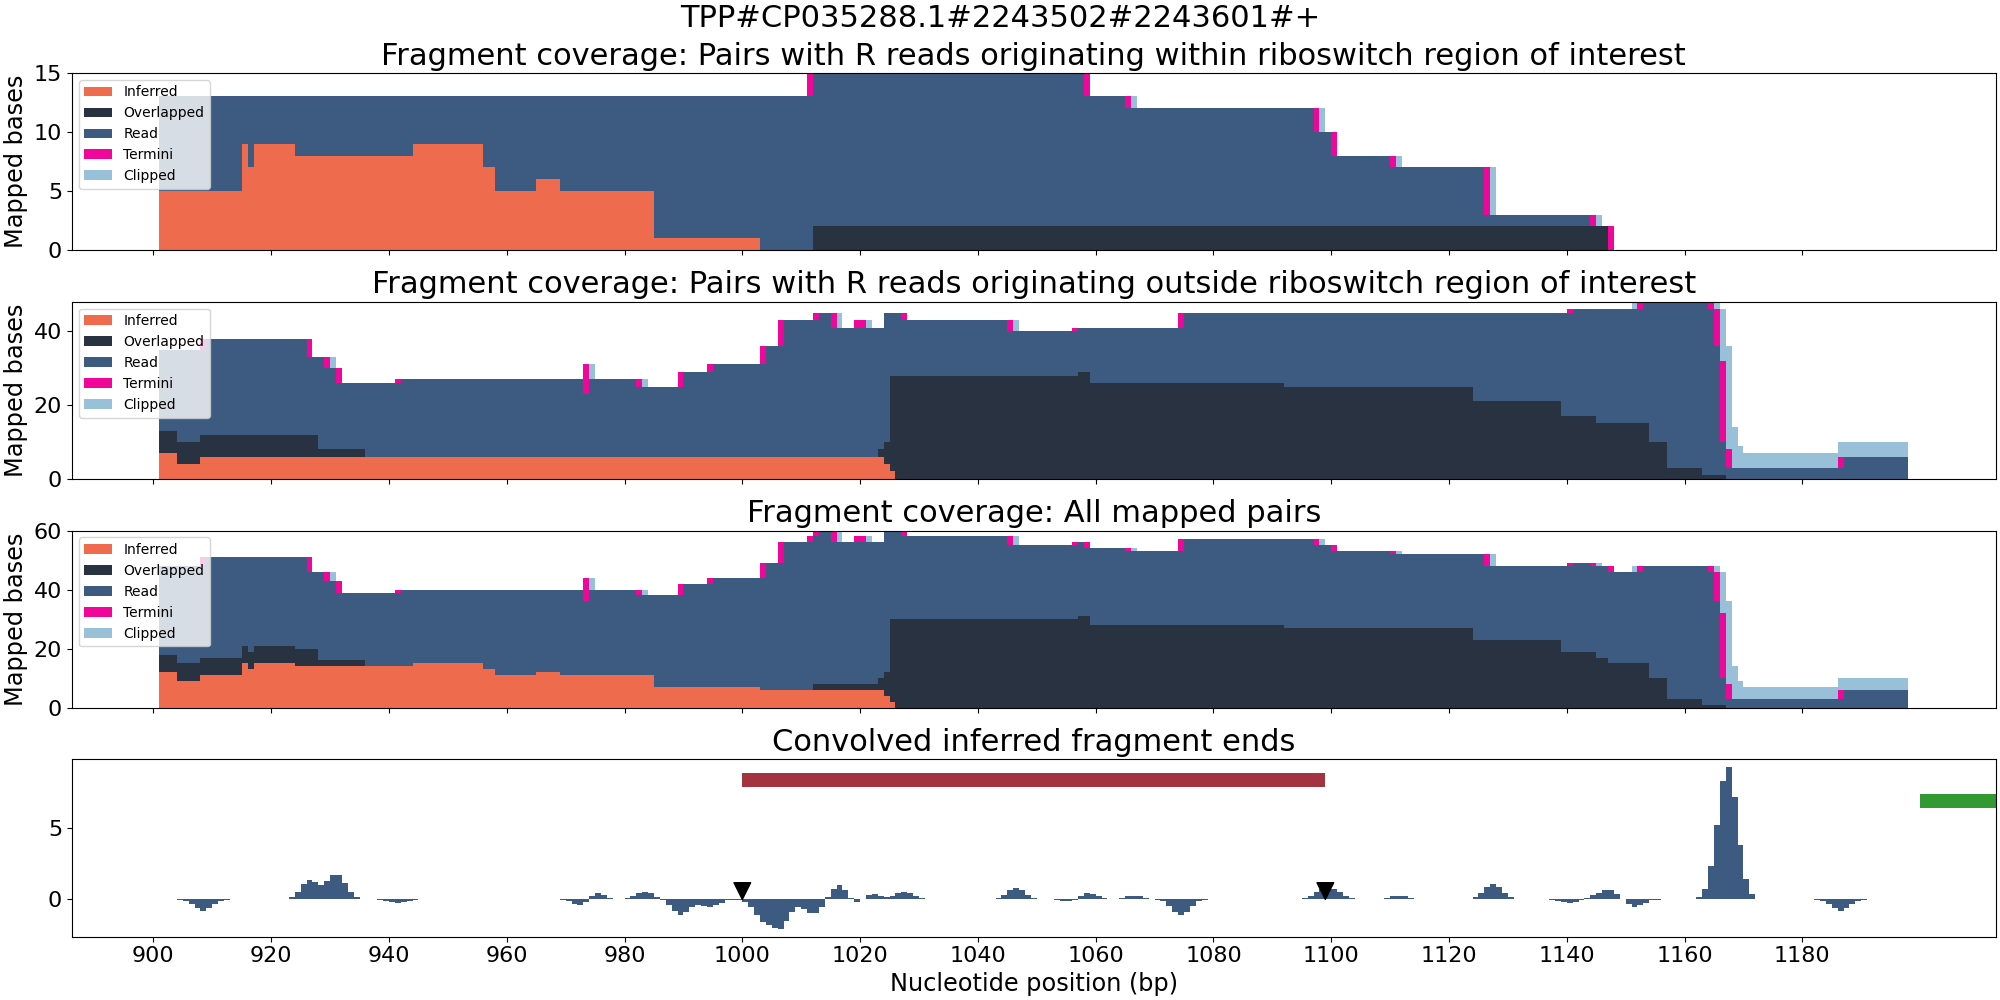 TPP#CP035288.1#2243502#2243601#+
Fragment coverage: Pairs with R reads originating within riboswitch region of interest
Mapped bases
15
10
5
0
Inferred
Overlapped
Read
Termini
Clipped
Fragment coverage: Pairs with R reads originating outside riboswitch region of interest
Mapped bases
40
20
0
Inferred
Overlapped
Read
Termini
Clipped
Fragment coverage: All mapped pairs
Mapped bases
60
40
20
0
Inferred
Overlapped
Read
Termini
Clipped
Convolved inferred fragment ends
5
0
900 920 940 960 980 1000 1020 1040 1060 1080 1100 1120 1140 1160 1180
Nucleotide position (bp)